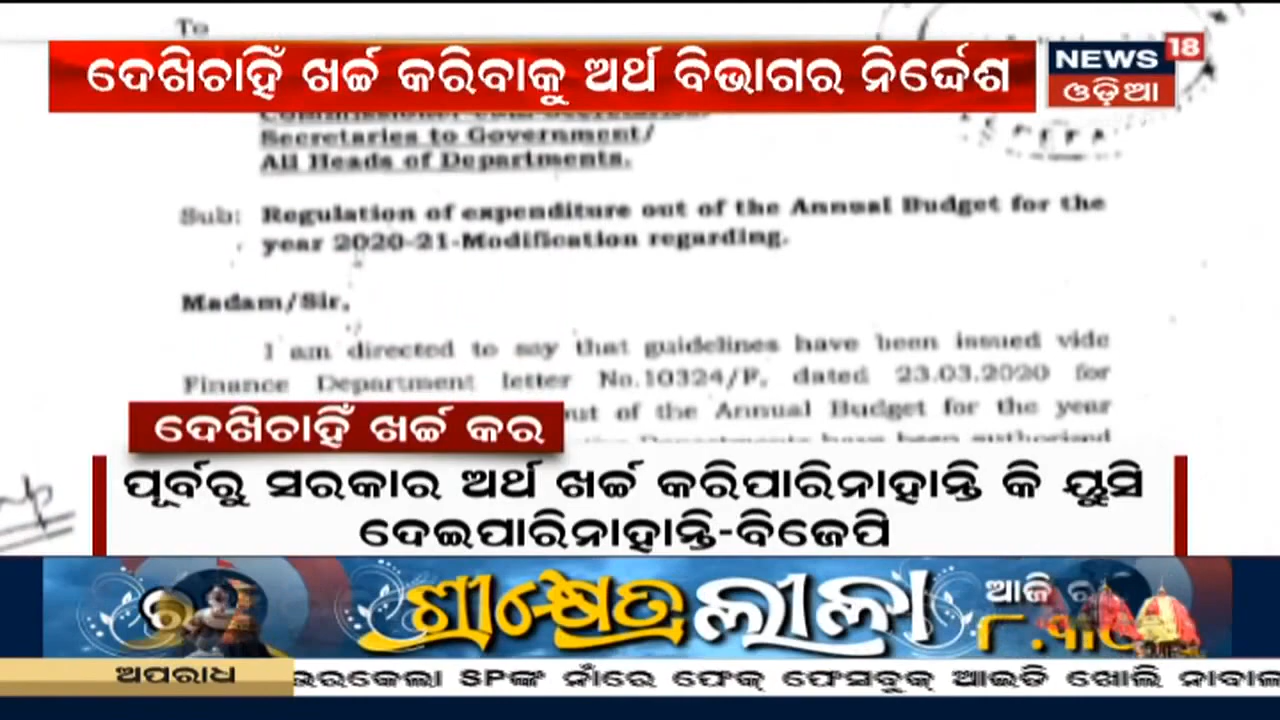 To
ଦେଖିଚାହିଁ ଖର୍ଚ୍ଚ କରିବାକୁ ଅର୍ଥ ବିଭାଗର ନିର୍ଦ୍ଦେଶ
NEWS 18
ଓଡ଼ିଆ
Secretaries to Government/
All Heads of Departments.
Sub: Regulation of expenditure out of the Annual Budget for the
year 2020-21-Modification regarding.
Madam/Sir,
I am directed to say that guidelines have been issued vide
Finance Department letter No.10324/F, dated 23.03.2020 for
out of the Annual Budget for the year
ଦେଖିଚାହିଁ ଖର୍ଚ୍ଚ କର
ପୂର୍ବରୁ ସରକାର ଅର୍ଥ ଖର୍ଚ୍ଚ କରିପାରିନାହାନ୍ତି କି ୟୁସି
ଦେଇପାରିନାହାନ୍ତି-ବିଜେପି
ଶ୍ରୀକ୍ଷେତ୍ର ଲୀଳା
ଆଜି
ଅପରାଧ
SPଙ୍କ ନାଁରେ ଫେକ୍ ଫେସବୁକ୍ ଆଇଡି ଖୋଲି